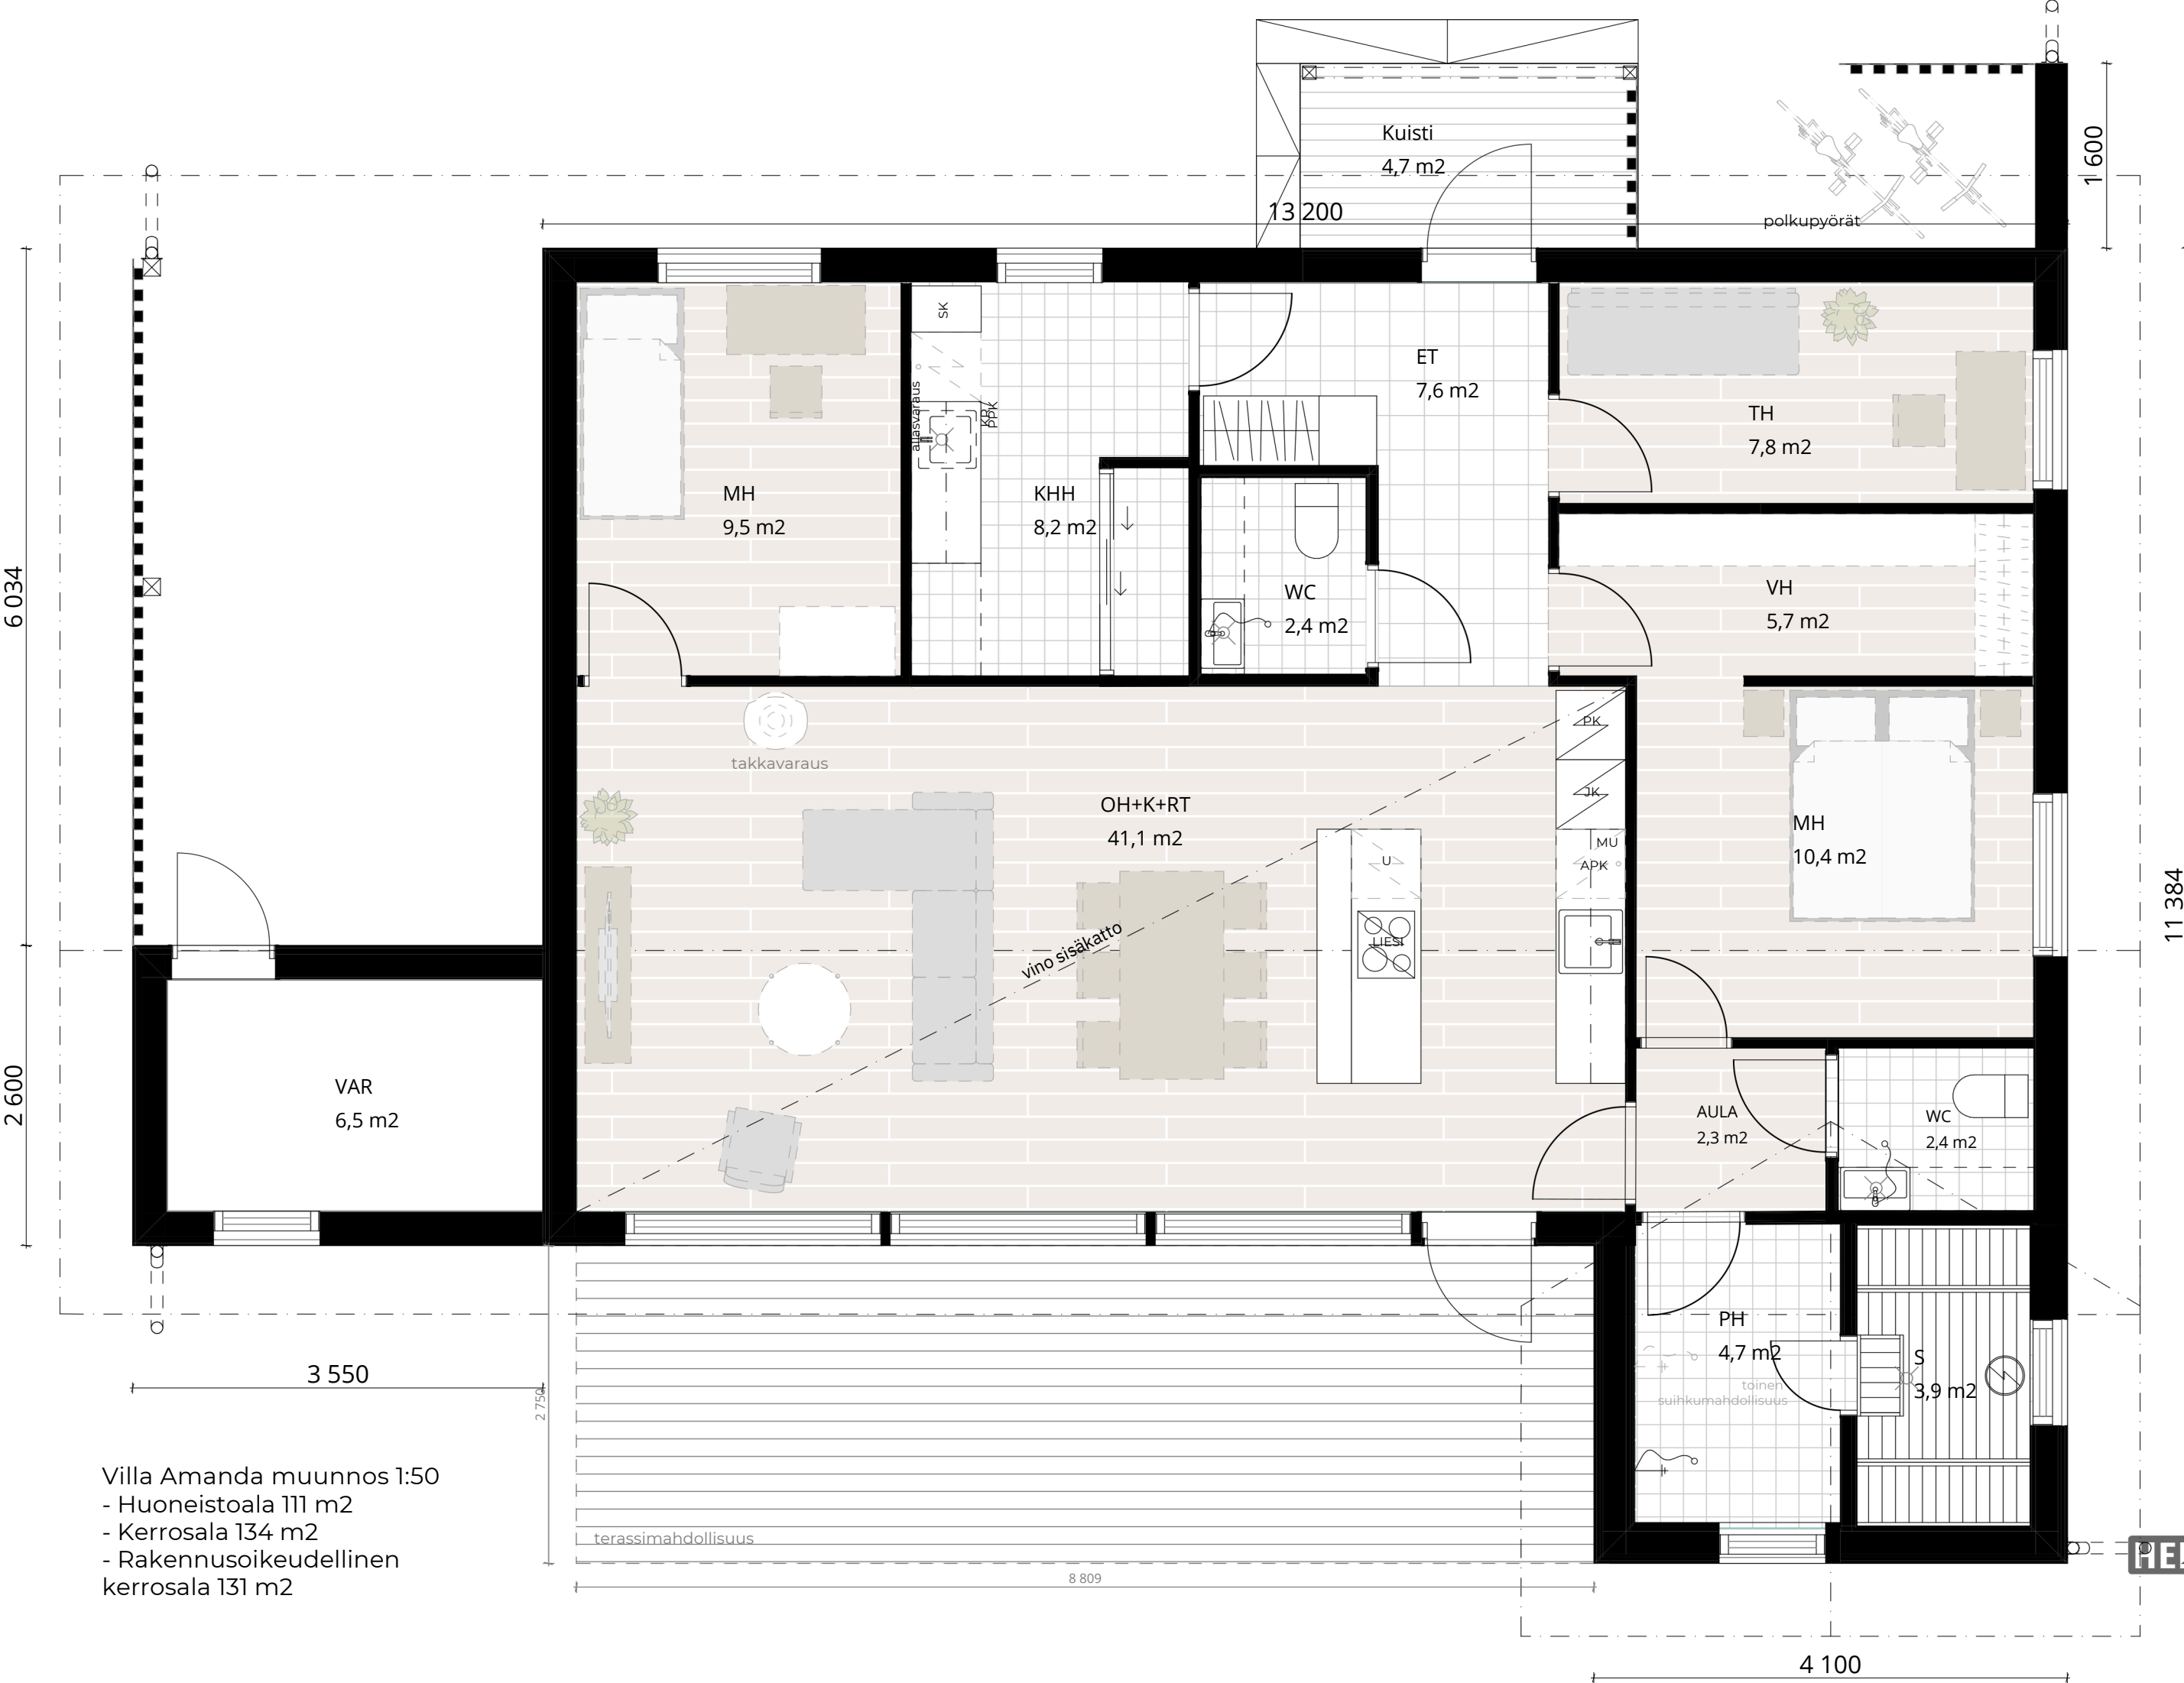 1 600
Kuisti
4,7 m2
13 200
polkupyörät
SK
ET
7,6 m2
TH
7,8 m2
allasvaraus
PPK
MH
9,5 m2
KHH
8,2 m2
WC
2,4 m2
VH
5,7 m2
6 034
PK
takkavaraus
JK
OH+K+RT
41,1 m2
MU
APK
U
MH
10,4 m2
11 384
LIESI
vino sisäkatto
2 600
VAR
6,5 m2
AULA
2,3 m2
WC
2,4 m2
PH
4,7 m2
S
3,9 m2
toinen
suihkumahdollisuus
3 550
2 750
Villa Amanda muunnos 1:50
- Huoneistoala 111 m2
- Kerrosala 134 m2
- Rakennusoikeudellinen
kerrosala 131 m2
terassimahdollisuus
8 809
4 100